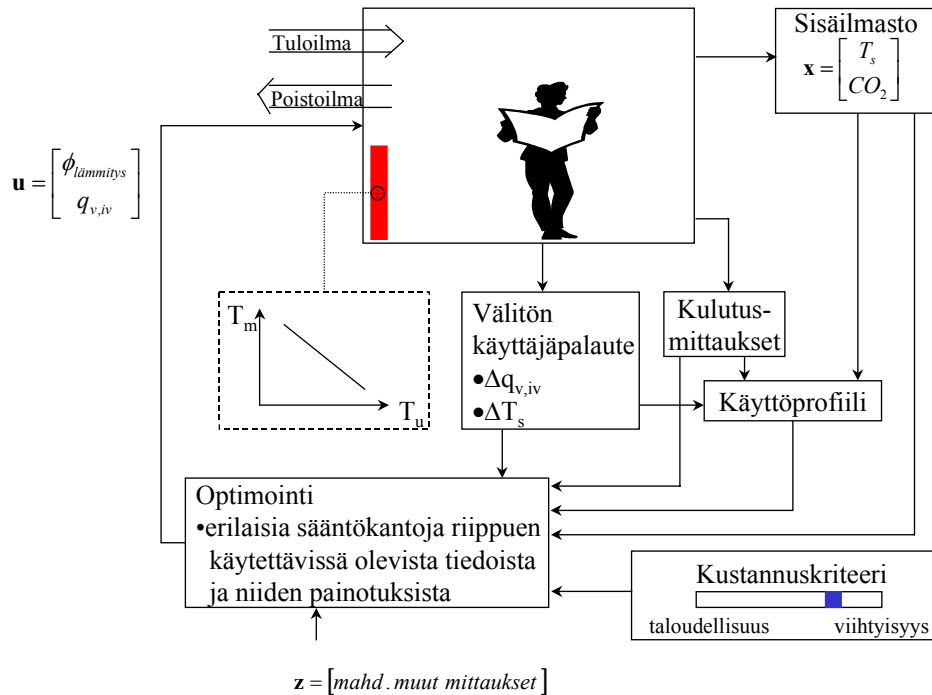 Tuloilma
Poistoilma
Sisäilmasto
x = [T_s
CO_2]
u = [ϕ_lämmitys
q_v,iv]
T_m
T_u
Välitön
käyttäjäpalaute
•Δq_v,iv
•ΔT_s
Kulutus-
mittaukset
Käyttöprofiili
Optimointi
•erilaisia sääntökantoja riippuen
käytettävissä olevista tiedoista
ja niiden painotuksista
Kustannuskriteeri
taloudellisuus viihtyisyys
z = [mahd. muut mittaukset]